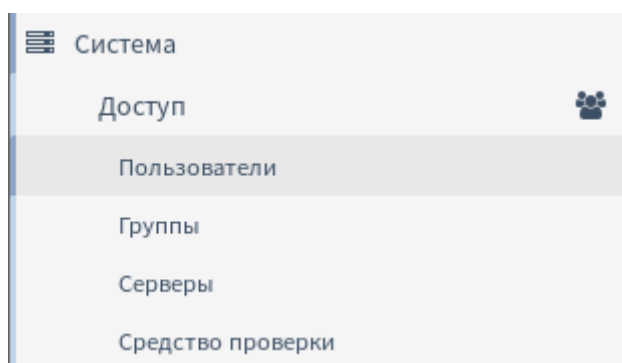 Система
Доступ
Пользователи
Группы
Серверы
Средство проверки